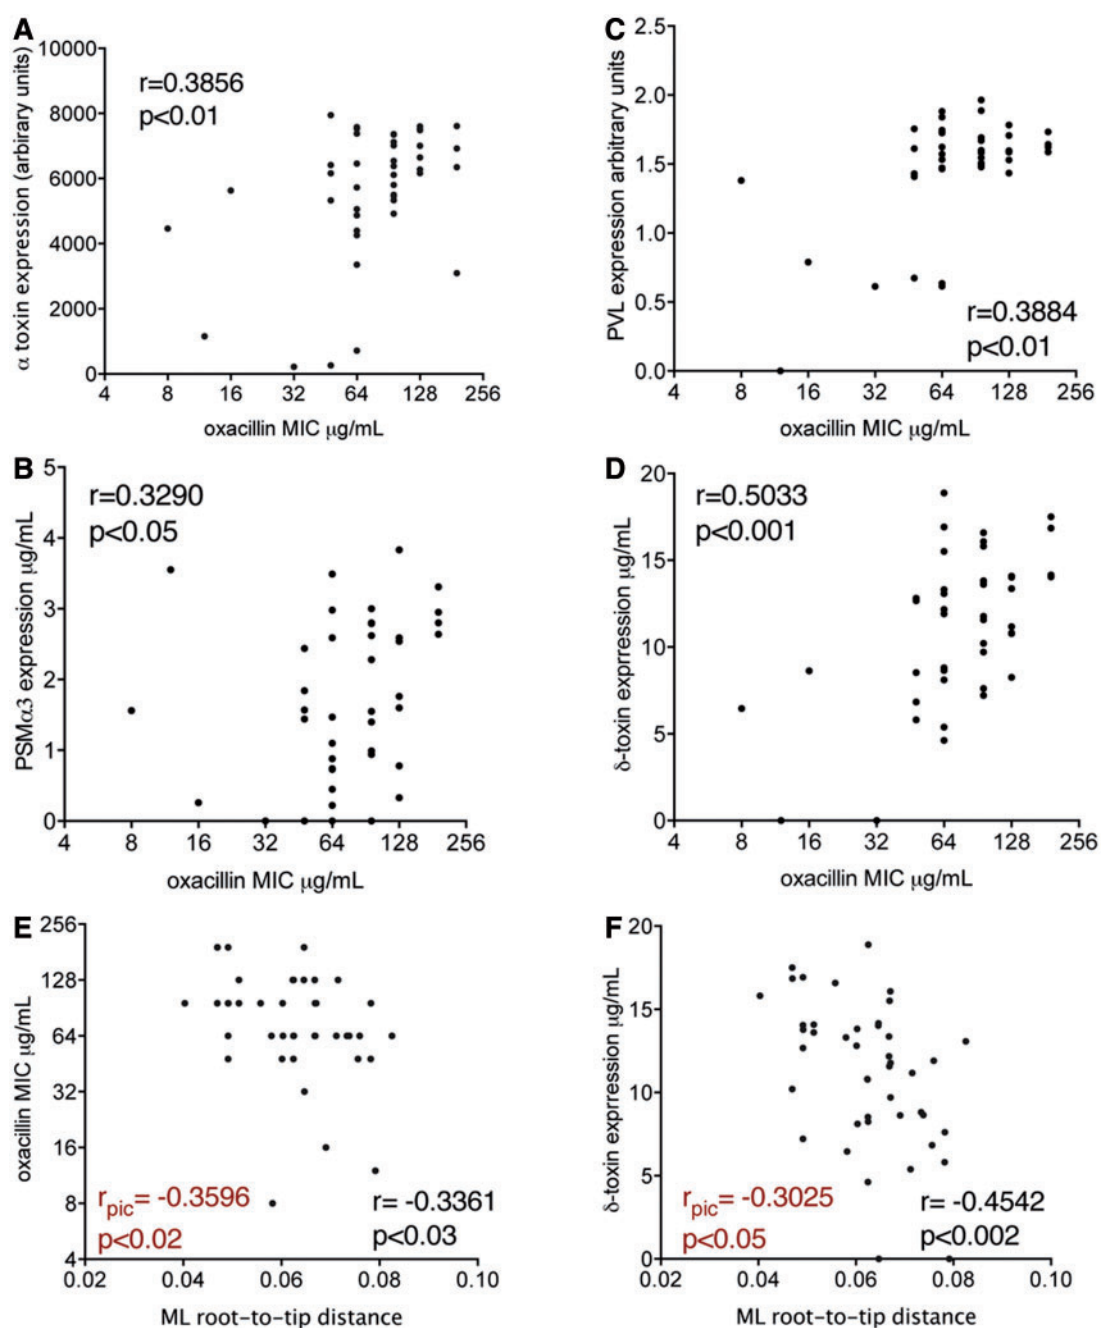 A
α toxin expression (arbirary units)
10000
8000
6000
4000
2000
0
r=0.3856
p<0.01
4 8 16 32 64 128 256
oxacillin MIC μg/mL
C
PVL expression arbitrary units
2.5
2.0
1.5
1.0
0.5
0.0
r=0.3884
p<0.01
4 8 16 32 64 128 256
oxacillin MIC μg/mL
B
PSMα3 expression μg/mL
5
4
3
2
1
0
r=0.3290
p<0.05
4 8 16 32 64 128 256
oxacillin MIC μg/mL
D
δ-toxin exprression μg/mL
20
15
10
5
0
r=0.5033
p<0.001
4 8 16 32 64 128 256
oxacillin MIC μg/mL
E
oxacillin MIC μg/mL
256
128
64
32
16
8
4
rpic= -0.3596
p<0.02
r= -0.3361
p<0.03
0.02 0.04 0.06 0.08 0.10
ML root-to-tip distance
F
δ-toxin exprression μg/mL
20
15
10
5
0
rpic= -0.3025
p<0.05
r= -0.4542
p<0.002
0.02 0.04 0.06 0.08 0.10
ML root-to-tip distance